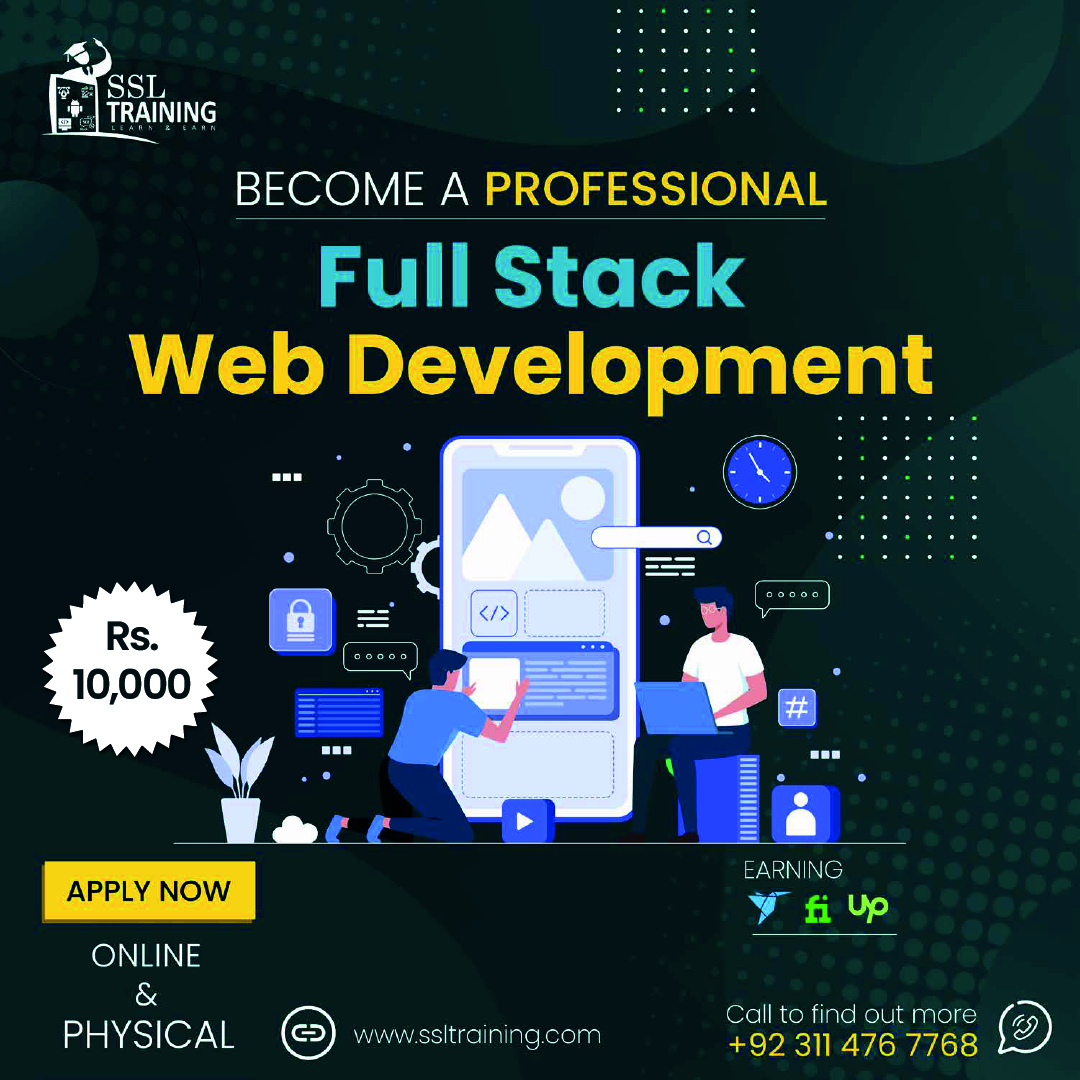 SSL
TRAINING
LEARN & EARN
BECOME A PROFESSIONAL
Full Stack
Web Development
</>
#
Rs.
10,000
APPLY NOW
ONLINE
&
PHYSICAL
EARNING
fi
Up
www.ssltraining.com
Call to find out more
+92 311 476 7768